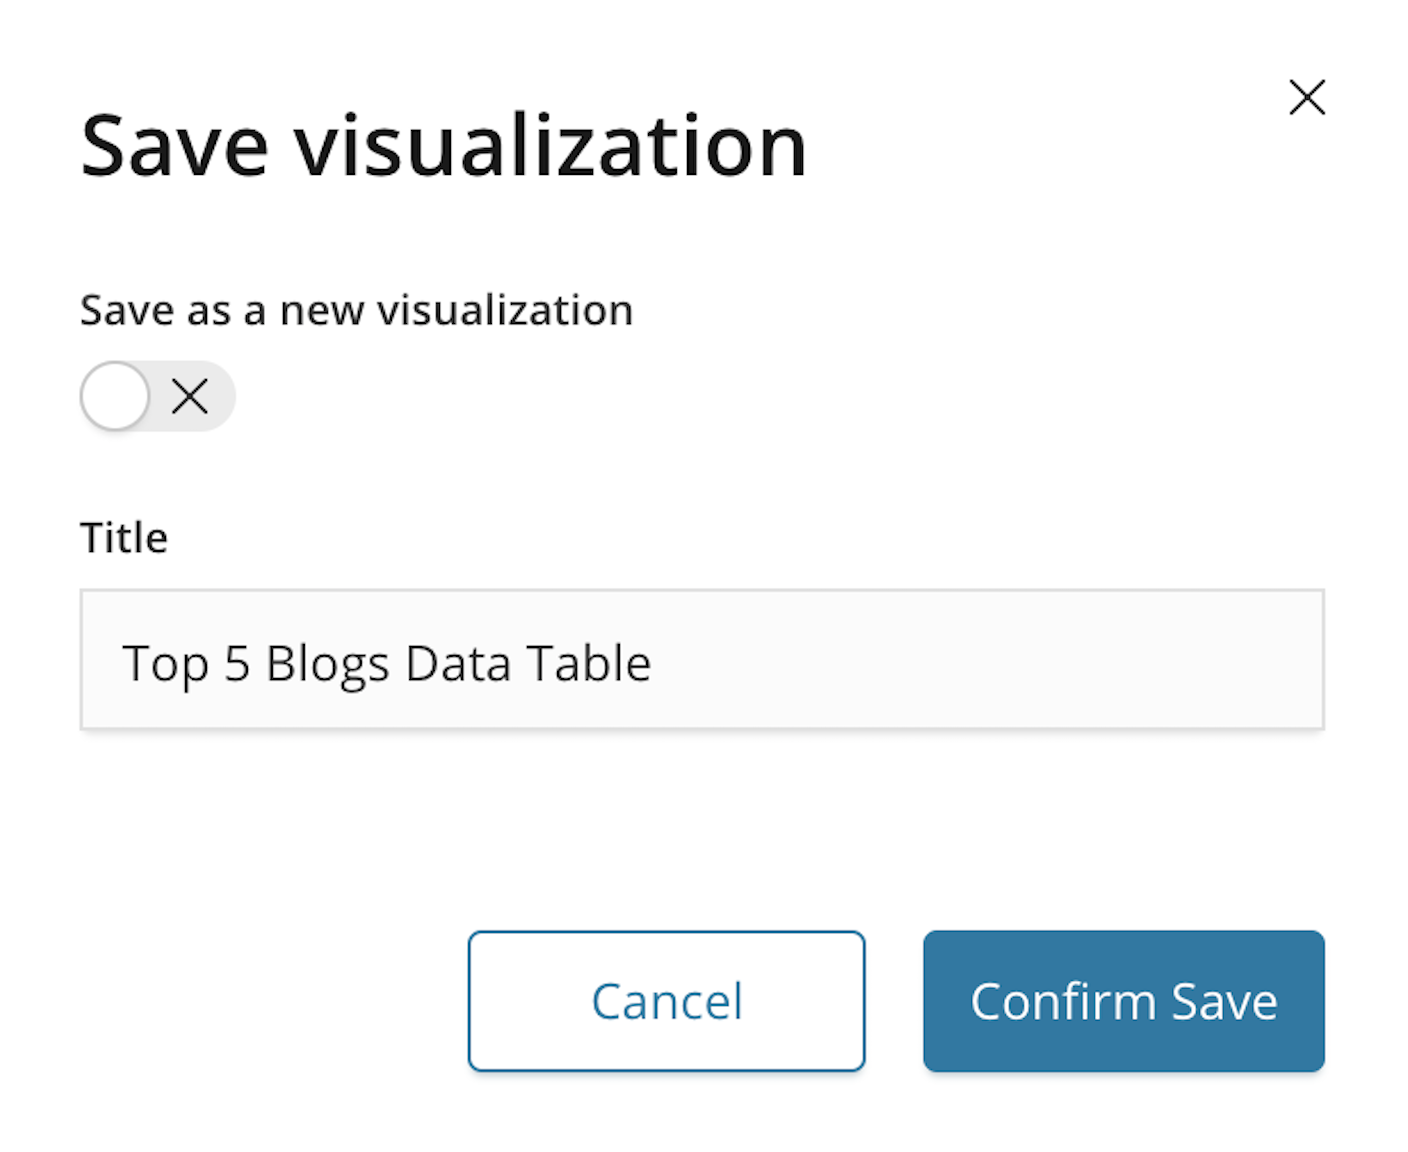 Save visualization
Save as a new visualization
Title
Top 5 Blogs Data Table
Cancel
Confirm Save